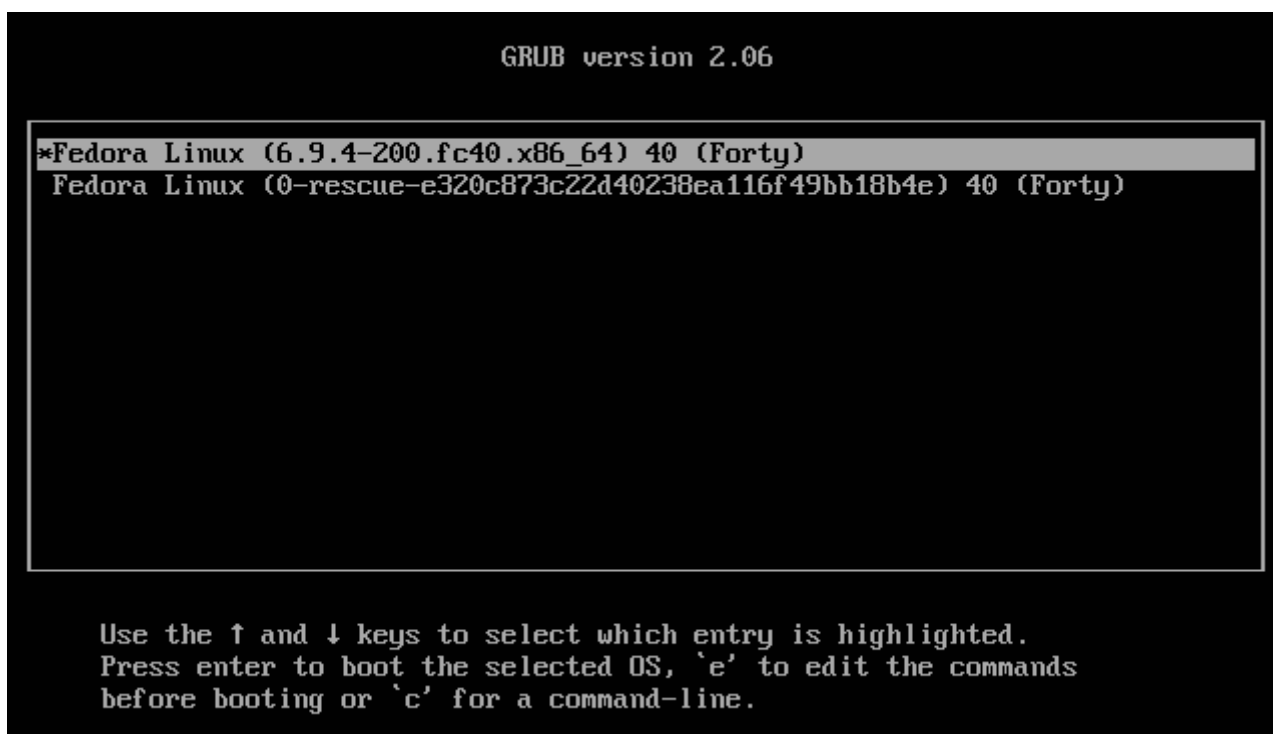 GRUB version 2.06
*Fedora Linux (6.9.4-200.fc40.x86_64) 40 (Forty)
Fedora Linux (0-rescue-e320c873c22d40238ea116f49bb18b4e) 40 (Forty)
Use the ↑ and ↓ keys to select which entry is highlighted.
Press enter to boot the selected OS, `e' to edit the commands
before booting or `c' for a command-line.